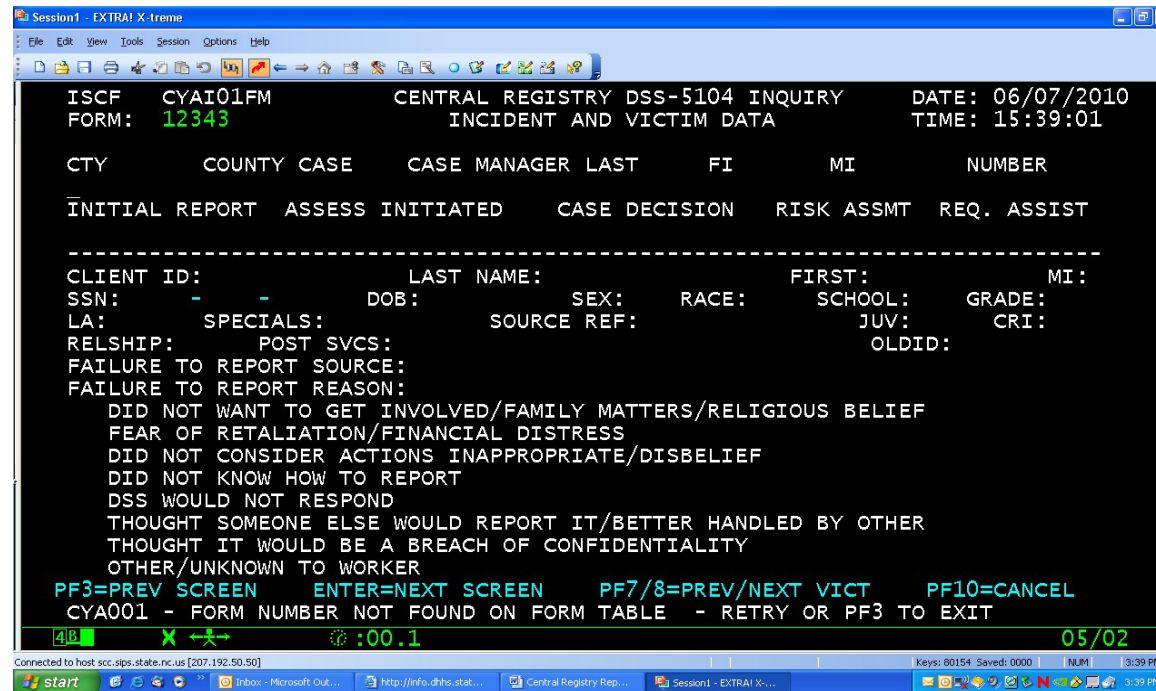 Session1 - EXTRA! X-treme
File Edit View Tools Session Options Help
ISCF CYAI01FM CENTRAL REGISTRY DSS-5104 INQUIRY DATE: 06/07/2010
FORM: 12343 INCIDENT AND VICTIM DATA TIME: 15:39:01
CTY COUNTY CASE CASE MANAGER LAST FI MI NUMBER
INITIAL REPORT ASSESS INITIATED CASE DECISION RISK ASSMT REQ. ASSIST
--------------------------------------------------------------------------
CLIENT ID: LAST NAME: FIRST: MI:
SSN: - - DOB: SEX: RACE: SCHOOL: GRADE:
LA: SPECIALS: SOURCE REF: JUV: CRI:
RELSHIP: POST SVCS: OLDID:
FAILURE TO REPORT SOURCE:
FAILURE TO REPORT REASON:
DID NOT WANT TO GET INVOLVED/FAMILY MATTERS/RELIGIOUS BELIEF
FEAR OF RETALIATION/FINANCIAL DISTRESS
DID NOT CONSIDER ACTIONS INAPPROPRIATE/DISBELIEF
DID NOT KNOW HOW TO REPORT
DSS WOULD NOT RESPOND
THOUGHT SOMEONE ELSE WOULD REPORT IT/BETTER HANDLED BY OTHER
THOUGHT IT WOULD BE A BREACH OF CONFIDENTIALITY
OTHER/UNKNOWN TO WORKER
PF3=PREV SCREEN ENTER=NEXT SCREEN PF7/8=PREV/NEXT VICT PF10=CANCEL
CYA001 - FORM NUMBER NOT FOUND ON FORM TABLE - RETRY OR PF3 TO EXIT
4B X :00.1 05/02
Connected to host scc.sips.state.nc.us [207.192.50.50] Keys: 80154 Saved: 0000 NUM 3:39 PM
start Inbox - Microsoft Out... http://info.dhhs.stat... Central Registry Rep... Session1 - EXTRA! X-... 3:39 PM